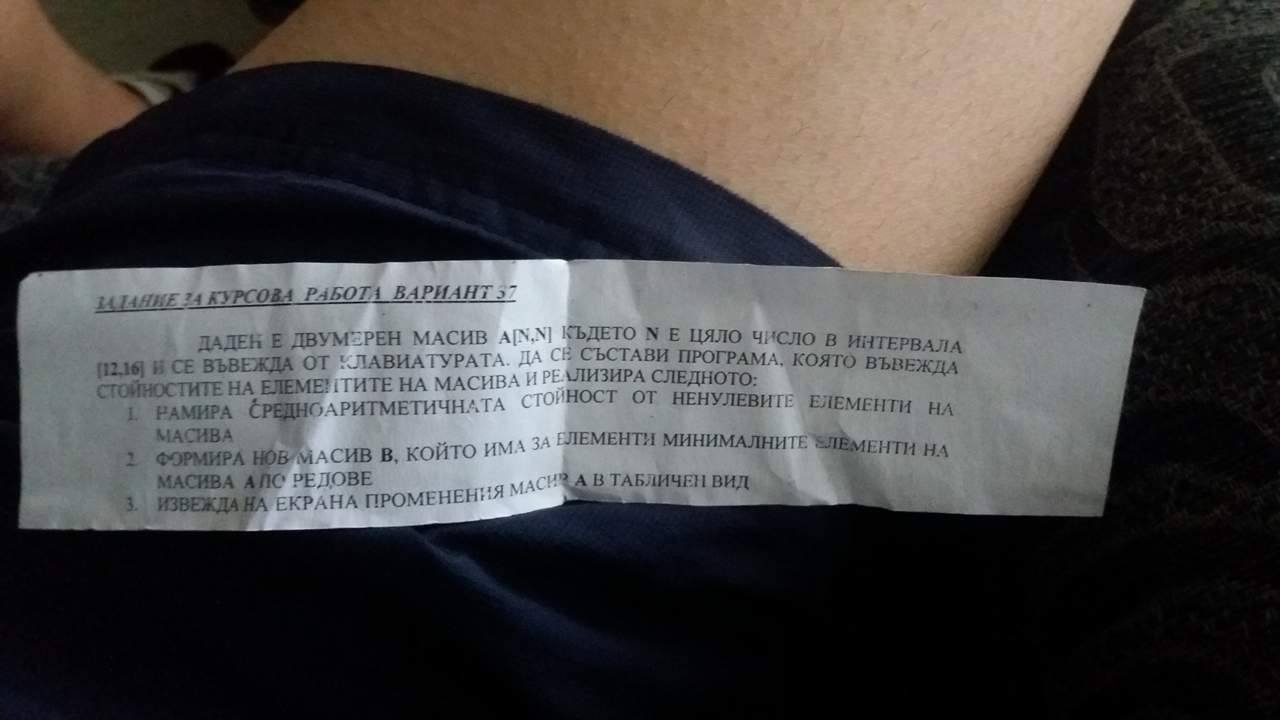 ЗАДАНИЕ ЗА КУРСОВА РАБОТА ВАРИАНТ 37
ДАДЕН Е ДВУМЕРЕН МАСИВ A[N,N] КЪДЕТО N Е ЦЯЛО ЧИСЛО В ИНТЕРВАЛА
[12,16] И СЕ ВЪВЕЖДА ОТ КЛАВИАТУРАТА. ДА СЕ СЪСТАВИ ПРОГРАМА, КОЯТО ВЪВЕЖДА
СТОЙНОСТИТЕ НА ЕЛЕМЕНТИТЕ НА МАСИВА И РЕАЛИЗИРА СЛЕДНОТО:
1. НАМИРА СРЕДНОАРИТМЕТИЧНАТА СТОЙНОСТ ОТ НЕНУЛЕВИТЕ ЕЛЕМЕНТИ НА
МАСИВА
2. ФОРМИРА НОВ МАСИВ B, КОЙТО ИМА ЗА ЕЛЕМЕНТИ МИНИМАЛНИТЕ ЕЛЕМЕНТИ НА
МАСИВА А ПО РЕДОВЕ
3. ИЗВЕЖДА НА ЕКРАНА ПРОМЕНЕНИЯ МАСИВ А В ТАБЛИЧЕН ВИД